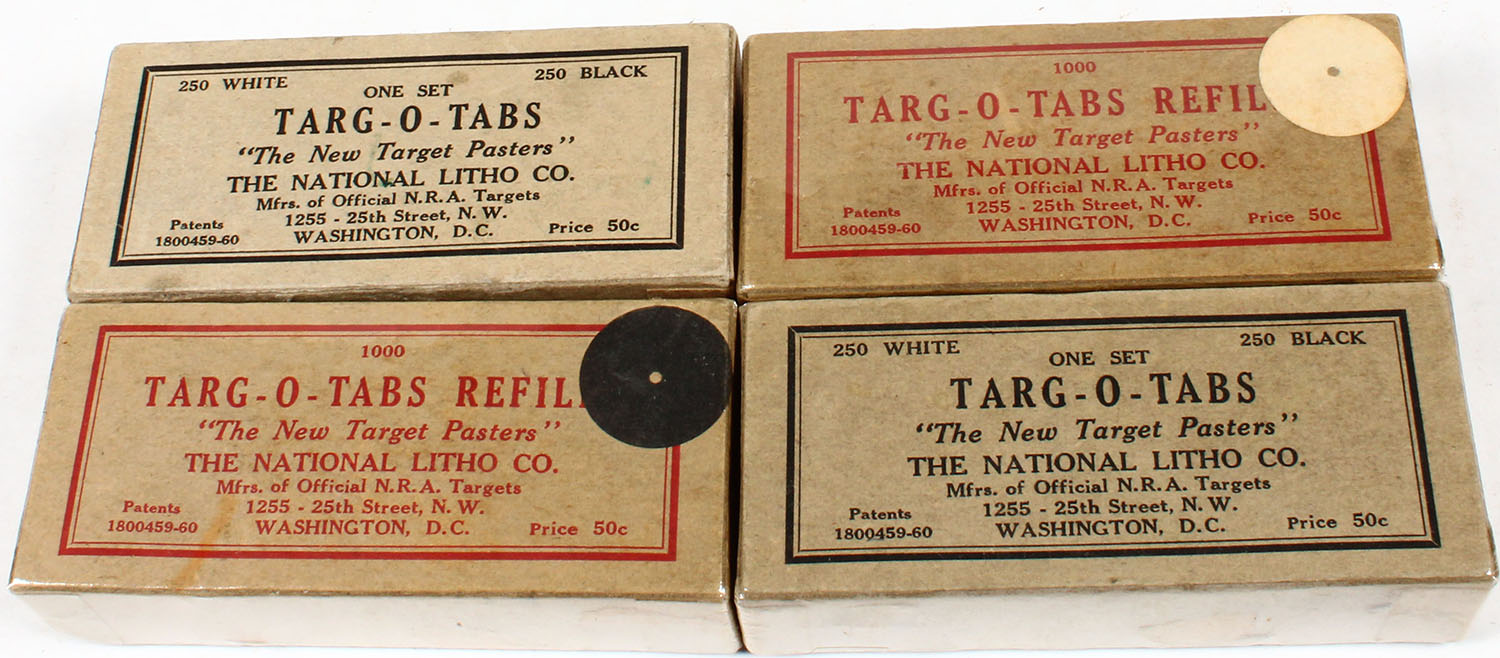 250 WHITE 250 BLACK
ONE SET
TARG-O-TABS
"The New Target Pasters"
THE NATIONAL LITHO CO.
Mfrs. of Official N.R.A. Targets
1255 - 25th Street, N. W.
WASHINGTON, D.C.
Patents
1800459-60
Price 50c
1000
TARG-O-TABS REFIL
"The New Target Pasters"
THE NATIONAL LITHO CO.
Mfrs. of Official N.R.A. Targets
1255 - 25th Street, N. W.
WASHINGTON, D.C.
Patents
1800459-60
Price 50c
1000
TARG-O-TABS REFILL
"The New Target Pasters"
THE NATIONAL LITHO CO.
Mfrs. of Official N.R.A. Targets
1255 - 25th Street, N. W.
WASHINGTON, D.C.
Patents
1800459-60
Price 50c
250 WHITE 250 BLACK
ONE SET
TARG-O-TABS
"The New Target Pasters"
THE NATIONAL LITHO CO.
Mfrs. of Official N.R.A. Targets
1255 - 25th Street, N. W.
WASHINGTON, D.C.
Patents
1800459-60
Price 50c